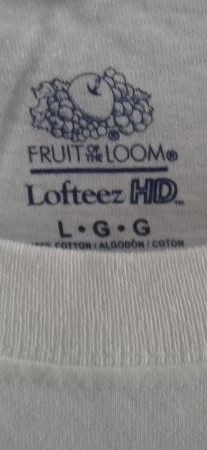 ®
FRUIT OF THE LOOM®
Lofteez HD™
L•G•G
COTTON / ALGODÓN / COTON